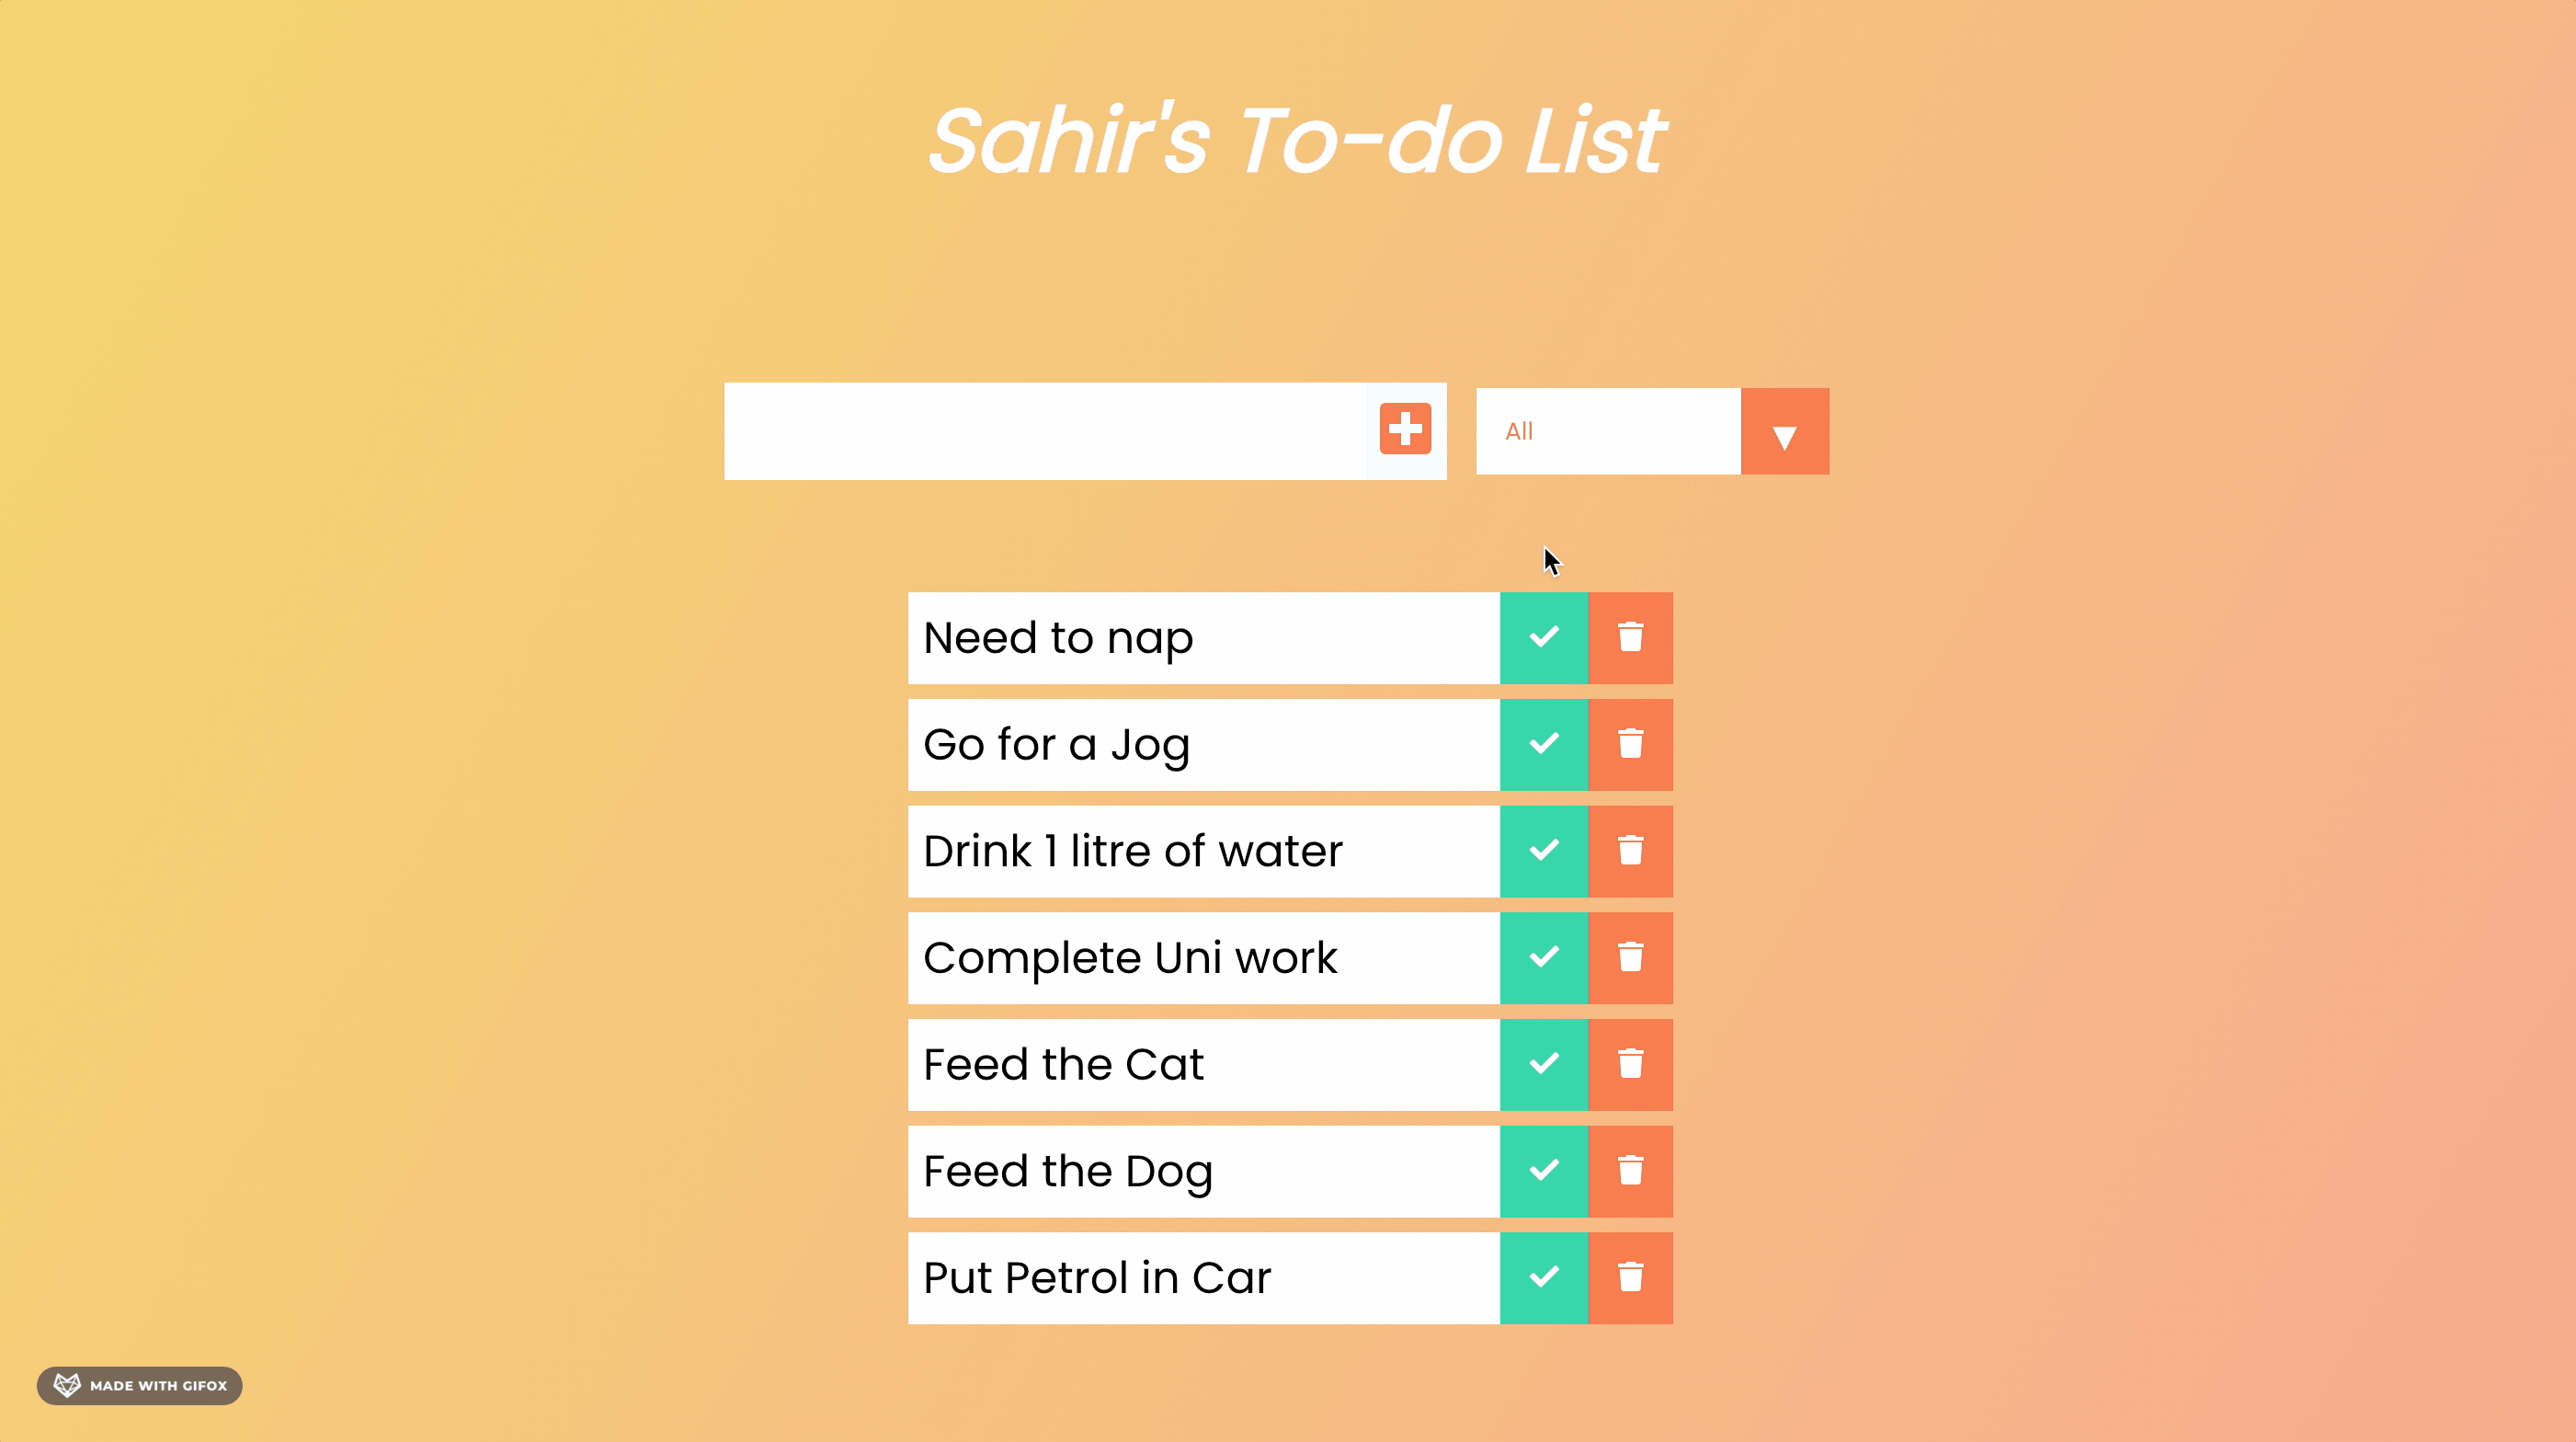 Sahir's To-do List
All
Need to nap
Go for a Jog
Drink 1 litre of water
Complete Uni work
Feed the Cat
Feed the Dog
Put Petrol in Car
MADE WITH GIFOX